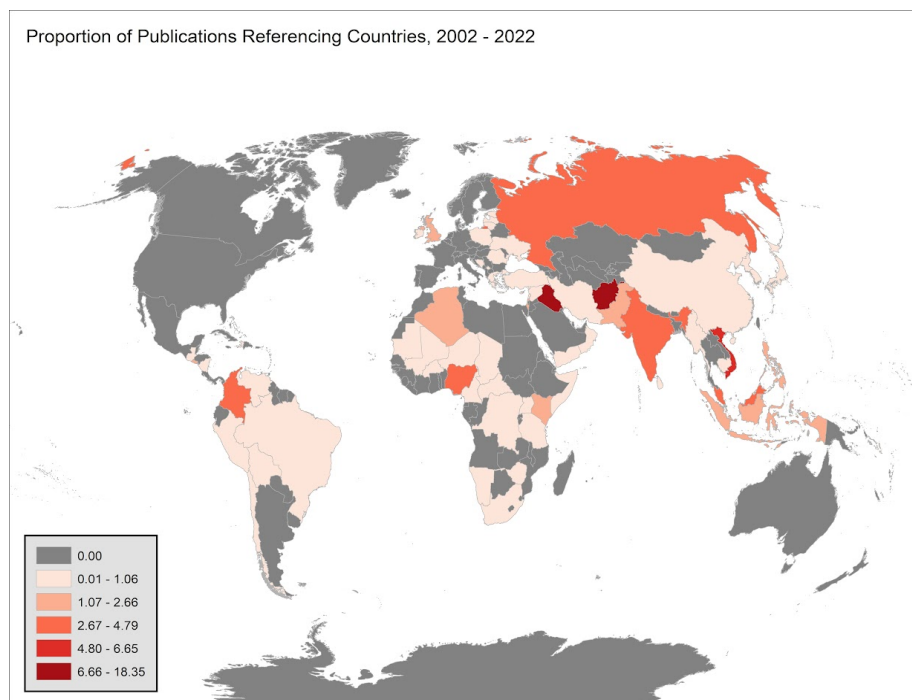 Proportion of Publications Referencing Countries, 2002 - 2022
0.00
0.01 - 1.06
1.07 - 2.66
2.67 - 4.79
4.80 - 6.65
6.66 - 18.35